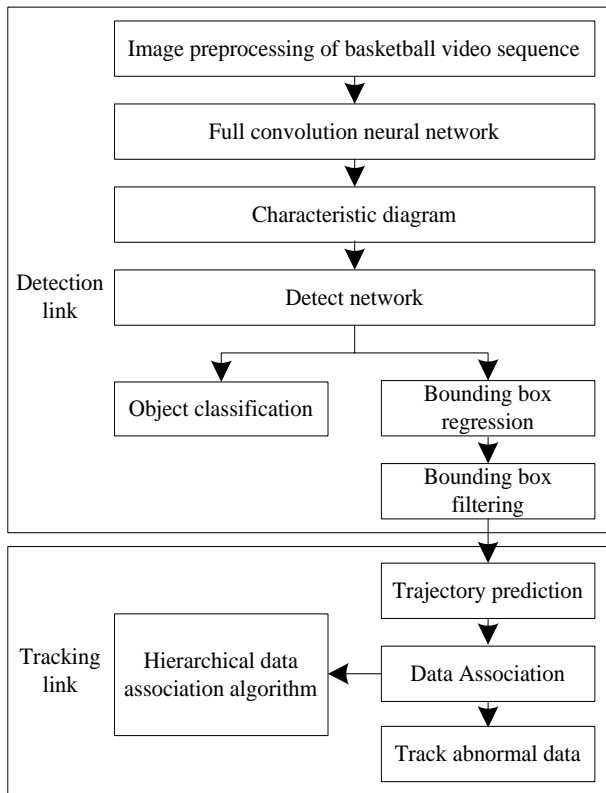 Image preprocessing of basketball video sequence
Full convolution neural network
Characteristic diagram
Detection
link
Detect network
Object classification
Bounding box
regression
Bounding box
filtering
Tracking
link
Trajectory prediction
Hierarchical data
association algorithm
Data Association
Track abnormal data